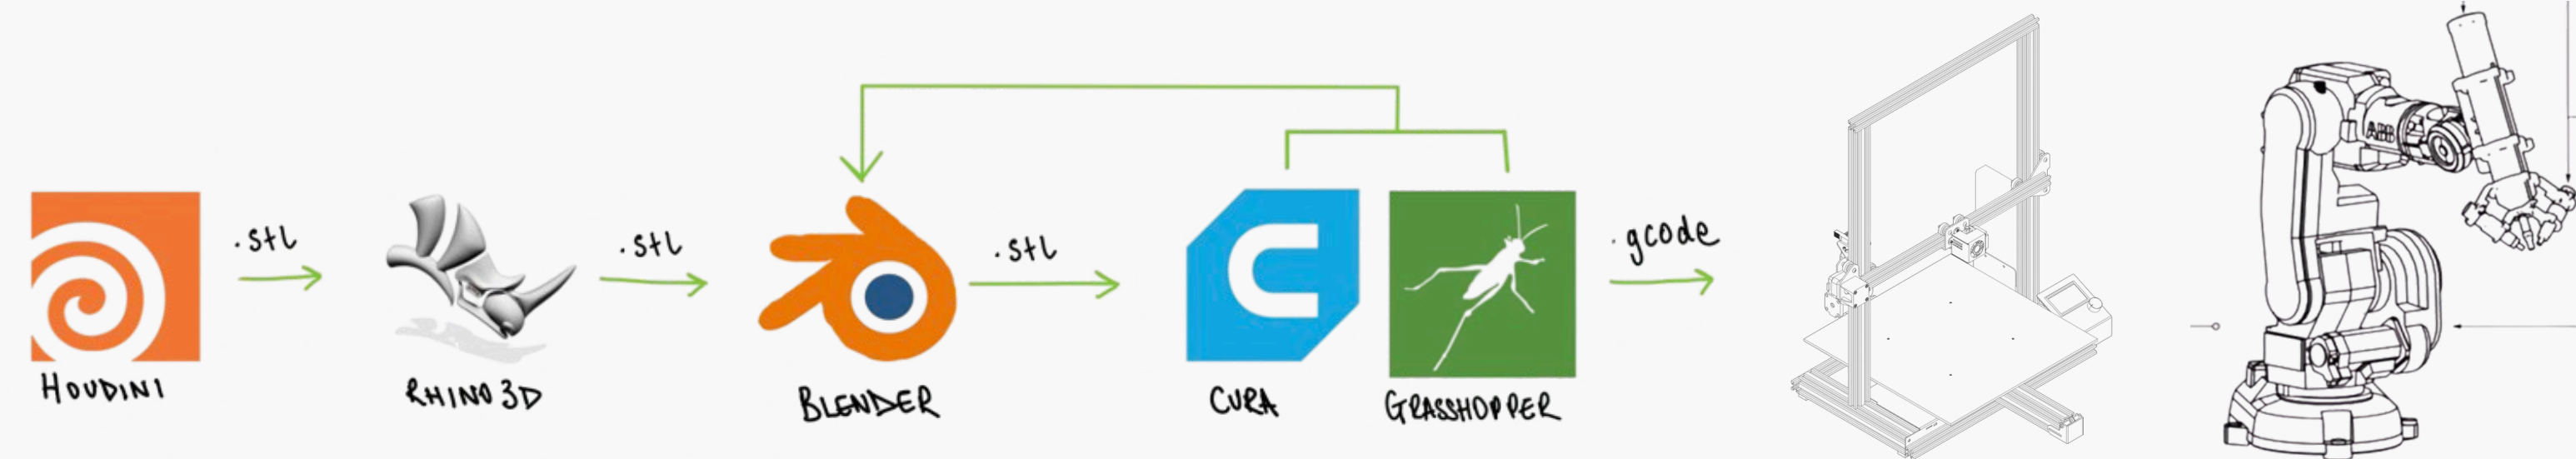 .stl
.stl
.stl
.gcode
ABB
HOUDINI
RHINO 3D
BLENDER
CURA
GRASSHOPPER